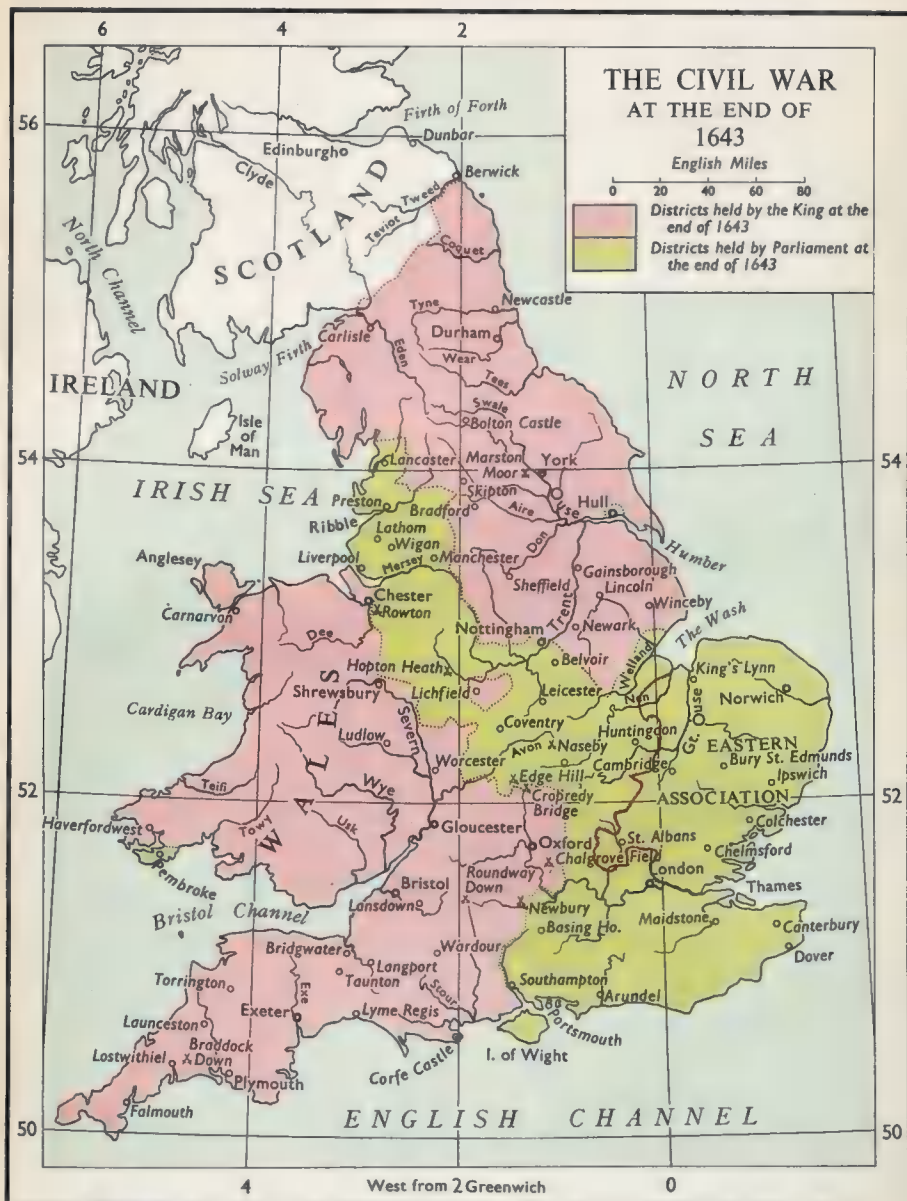 6 4 2
THE CIVIL WAR
AT THE END OF
1643
English Miles
0 20 40 60 80
Districts held by the King at the
end of 1643
Districts held by Parliament at
the end of 1643
56
Firth of Forth
Dunbar
Edinburgh
Clyde
Berwick
Tweed
Teviot
SCOTLAND
North Channel
Coquet
Tyne
Newcastle
Carlisle
Durham
Solway Firth
Eden
Wear
Tees
IRELAND
NORTH
SEA
Isle
of
Man
Swale
Bolton Castle
54
Lancaster
Marston
Moor
York
54
IRISH SEA
Skipton
Preston
Bradford
Aire
Ouse
Hull
Ribble
Lathom
Wigan
Don
Humber
Anglesey
Liverpool
Mersey
Manchester
Sheffield
Gainsborough
Lincoln
Chester
Rowton
Winceby
Carnarvon
Trent
The Wash
Dee
Nottingham
Newark
Hopton Heath
Belvoir
Welland
King's Lynn
Shrewsbury
Lichfield
Leicester
Nen
Norwich
Cardigan Bay
Severn
Gt. Ouse
Ludlow
Coventry
Huntingdon
EASTERN
WALES
Avon
Naseby
Bury St. Edmunds
Worcester
Cambridge
Teifi
Wye
Edge Hill
Ipswich
52
Cropredy
Bridge
ASSOCIATION
52
Haverfordwest
Towy
Usk
Gloucester
Colchester
Oxford
St. Albans
Chalgrove Field
Chelmsford
Pembroke
Roundway
Down
London
Bristol
Thames
Bristol Channel
Lansdown
Newbury
Maidstone
Basing Ho.
Canterbury
Bridgwater
Wardour
Dover
Langport
Torrington
Taunton
Southampton
Exe
Stour
Arundel
Exeter
Lyme Regis
Launceston
Portsmouth
Braddock
Down
Lostwithiel
Corfe Castle
I. of Wight
Plymouth
Falmouth
50
ENGLISH CHANNEL
50
4 West from 2 Greenwich 0